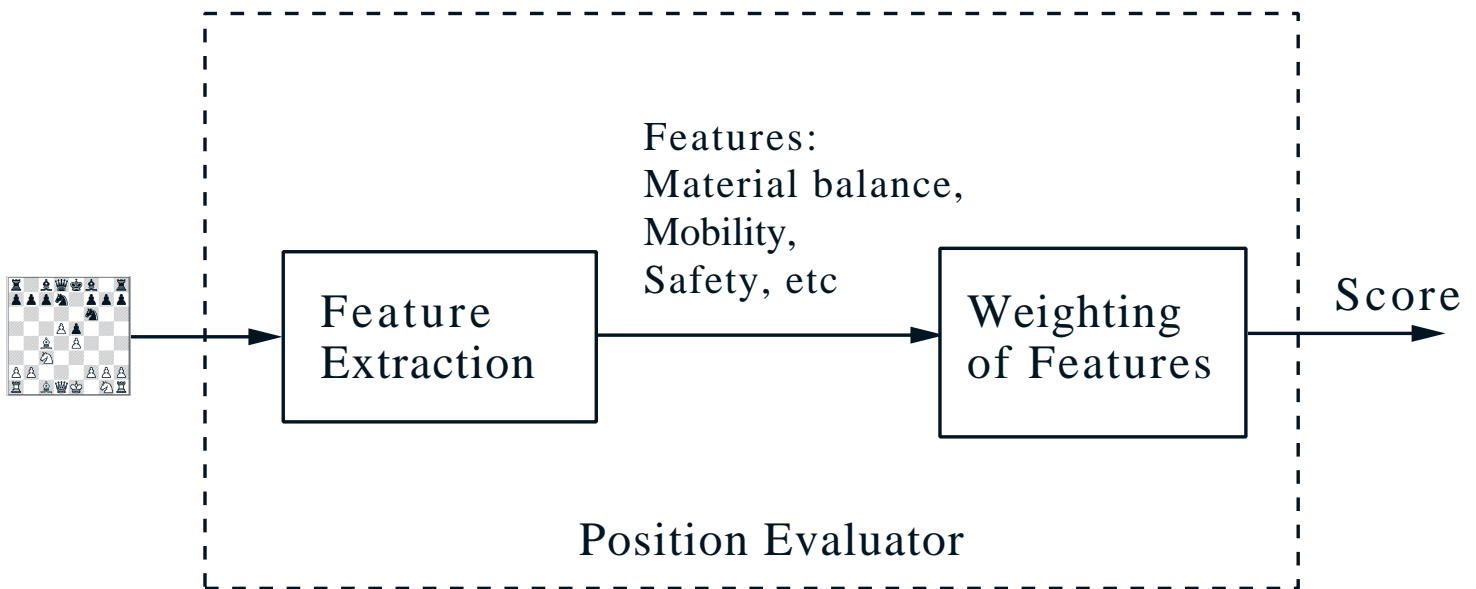 Features:
Material balance,
Mobility,
Safety, etc
Feature
Extraction
Weighting
of Features
Score
Position Evaluator